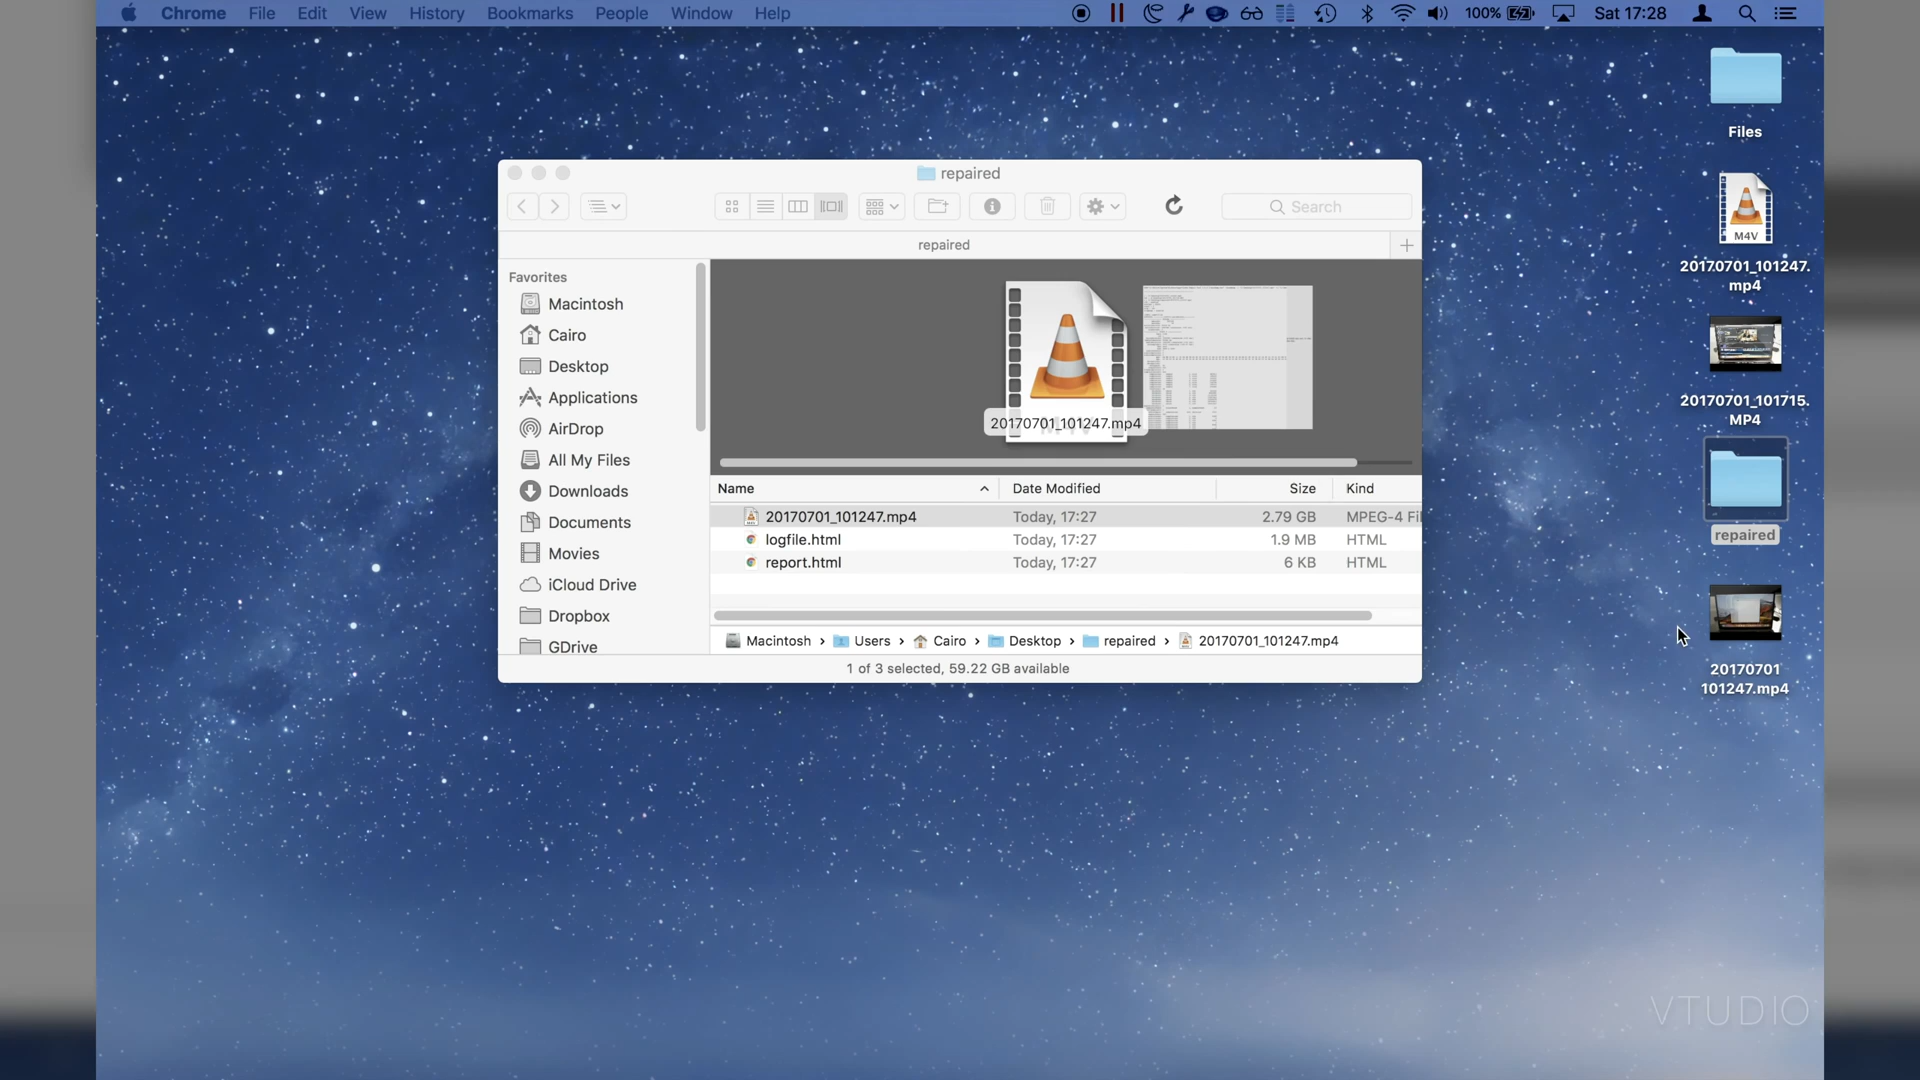 Chrome File Edit View History Bookmarks People Window Help 100% Sat 17:28
Files
M4V
20170701_101247.
mp4
20170701_101715.
MP4
repaired
20170701
101247.mp4
repaired
Search
repaired
Favorites
Macintosh
Cairo
Desktop
Applications
AirDrop
All My Files
Downloads
Documents
Movies
iCloud Drive
Dropbox
GDrive
20170701_101247.mp4
Name Date Modified Size Kind
20170701_101247.mp4 Today, 17:27 2.79 GB MPEG-4 Fil
logfile.html Today, 17:27 1.9 MB HTML
report.html Today, 17:27 6 KB HTML
Macintosh › Users › Cairo › Desktop › repaired › 20170701_101247.mp4
1 of 3 selected, 59.22 GB available
VTUDIO